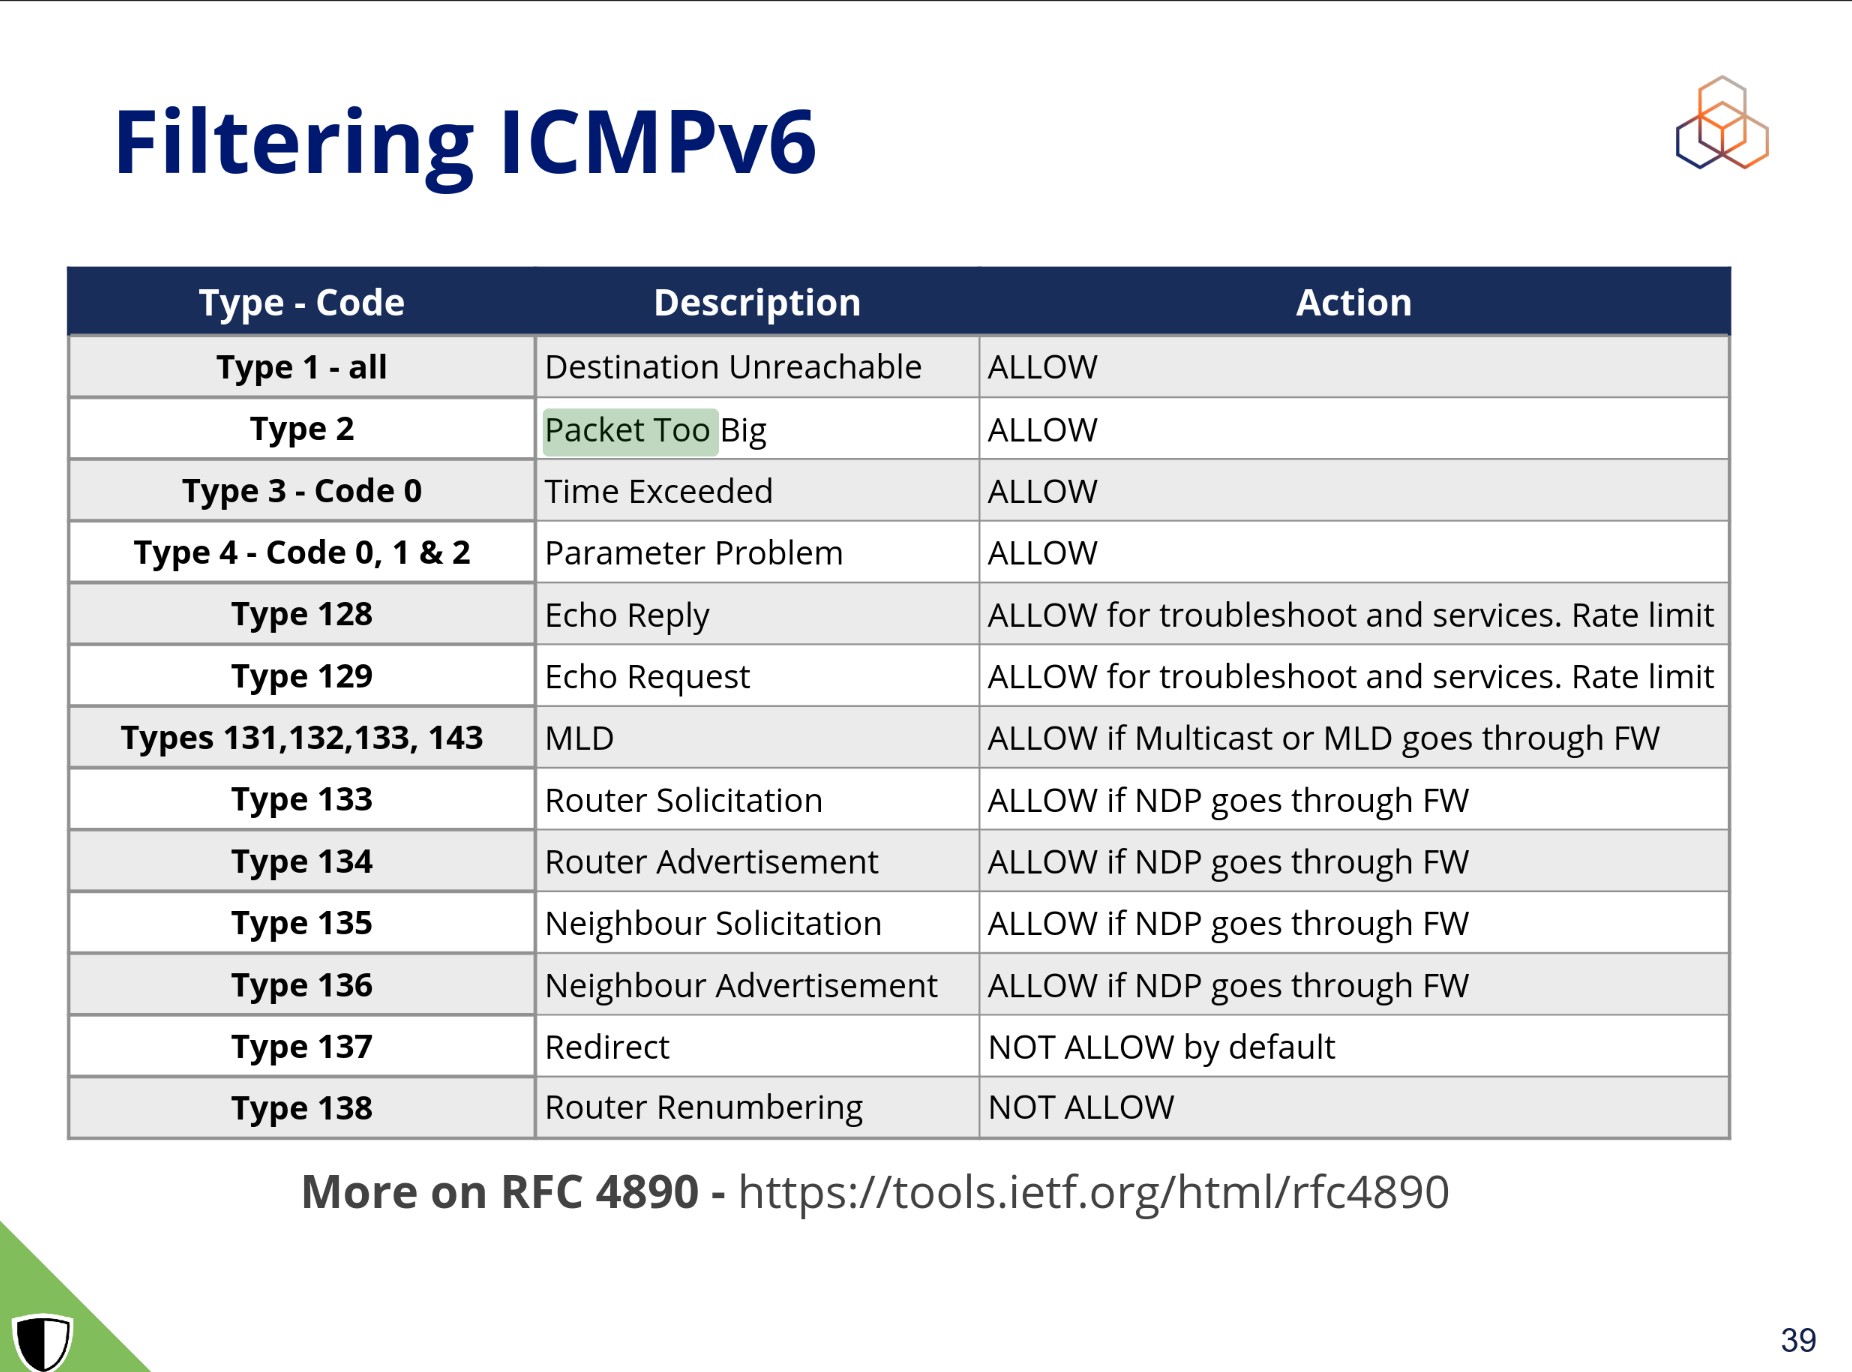 Filtering ICMPv6
Type - Code Description Action
Type 1 - all Destination Unreachable ALLOW
Type 2 Packet Too Big ALLOW
Type 3 - Code 0 Time Exceeded ALLOW
Type 4 - Code 0, 1 & 2 Parameter Problem ALLOW
Type 128 Echo Reply ALLOW for troubleshoot and services. Rate limit
Type 129 Echo Request ALLOW for troubleshoot and services. Rate limit
Types 131,132,133, 143 MLD ALLOW if Multicast or MLD goes through FW
Type 133 Router Solicitation ALLOW if NDP goes through FW
Type 134 Router Advertisement ALLOW if NDP goes through FW
Type 135 Neighbour Solicitation ALLOW if NDP goes through FW
Type 136 Neighbour Advertisement ALLOW if NDP goes through FW
Type 137 Redirect NOT ALLOW by default
Type 138 Router Renumbering NOT ALLOW
More on RFC 4890 - https://tools.ietf.org/html/rfc4890
39